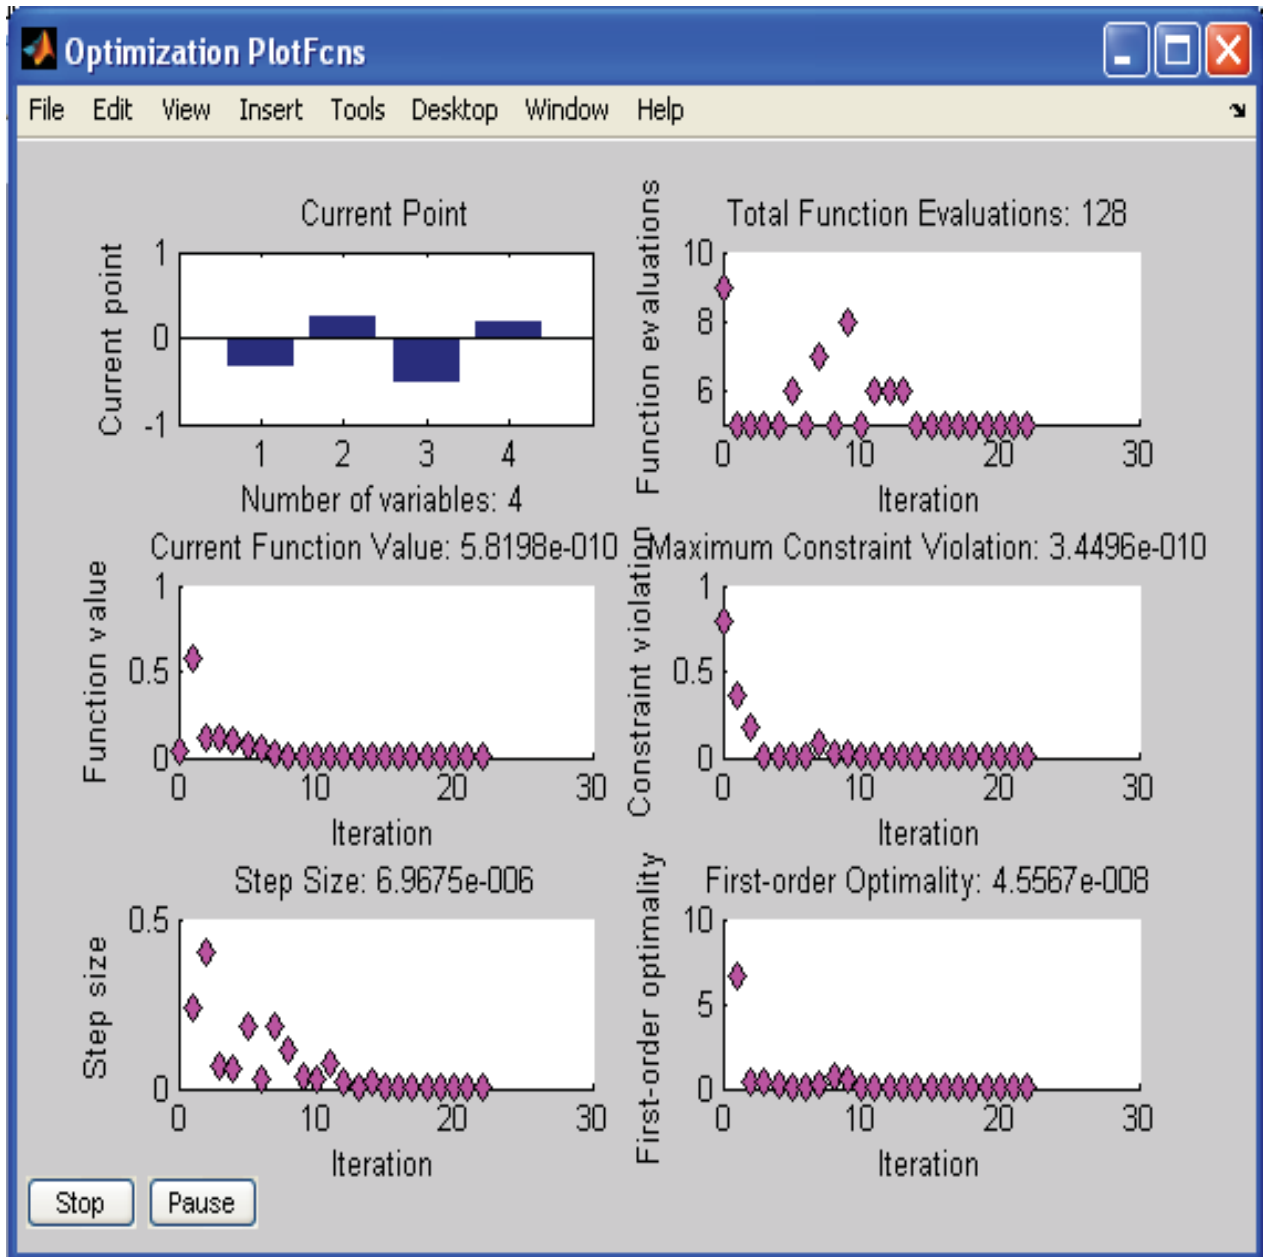 Optimization PlotFcns
File Edit View Insert Tools Desktop Window Help
Current Point
Current point
1
0
-1
1 2 3 4
Number of variables: 4
Total Function Evaluations: 128
Function evaluations
10
8
6
0 10 20 30
Iteration
Current Function Value: 5.8198e-010
Function value
1
0.5
0
0 10 20 30
Iteration
Maximum Constraint Violation: 3.4496e-010
Constraint violation
1
0.5
0
0 10 20 30
Iteration
Step Size: 6.9675e-006
Step size
0.5
0
0 10 20 30
Iteration
First-order Optimality: 4.5567e-008
First-order optimality
10
5
0
0 10 20 30
Iteration
Stop Pause